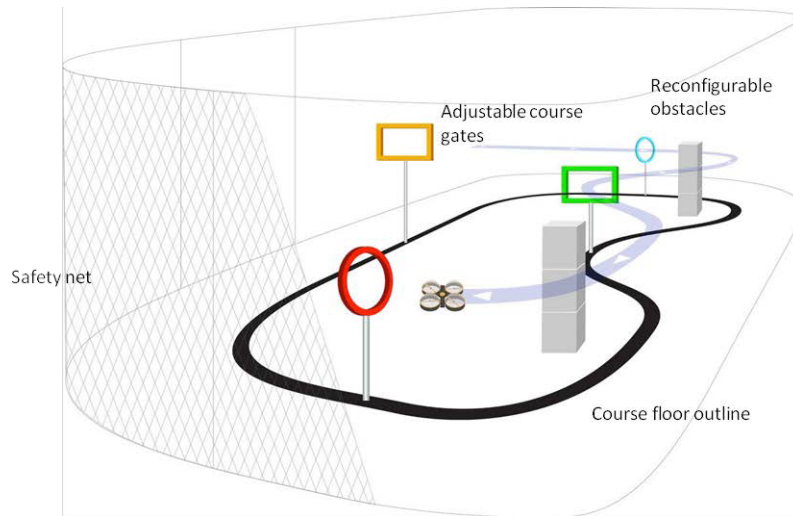 Reconfigurable
obstacles
Adjustable course
gates
Safety net
Course floor outline